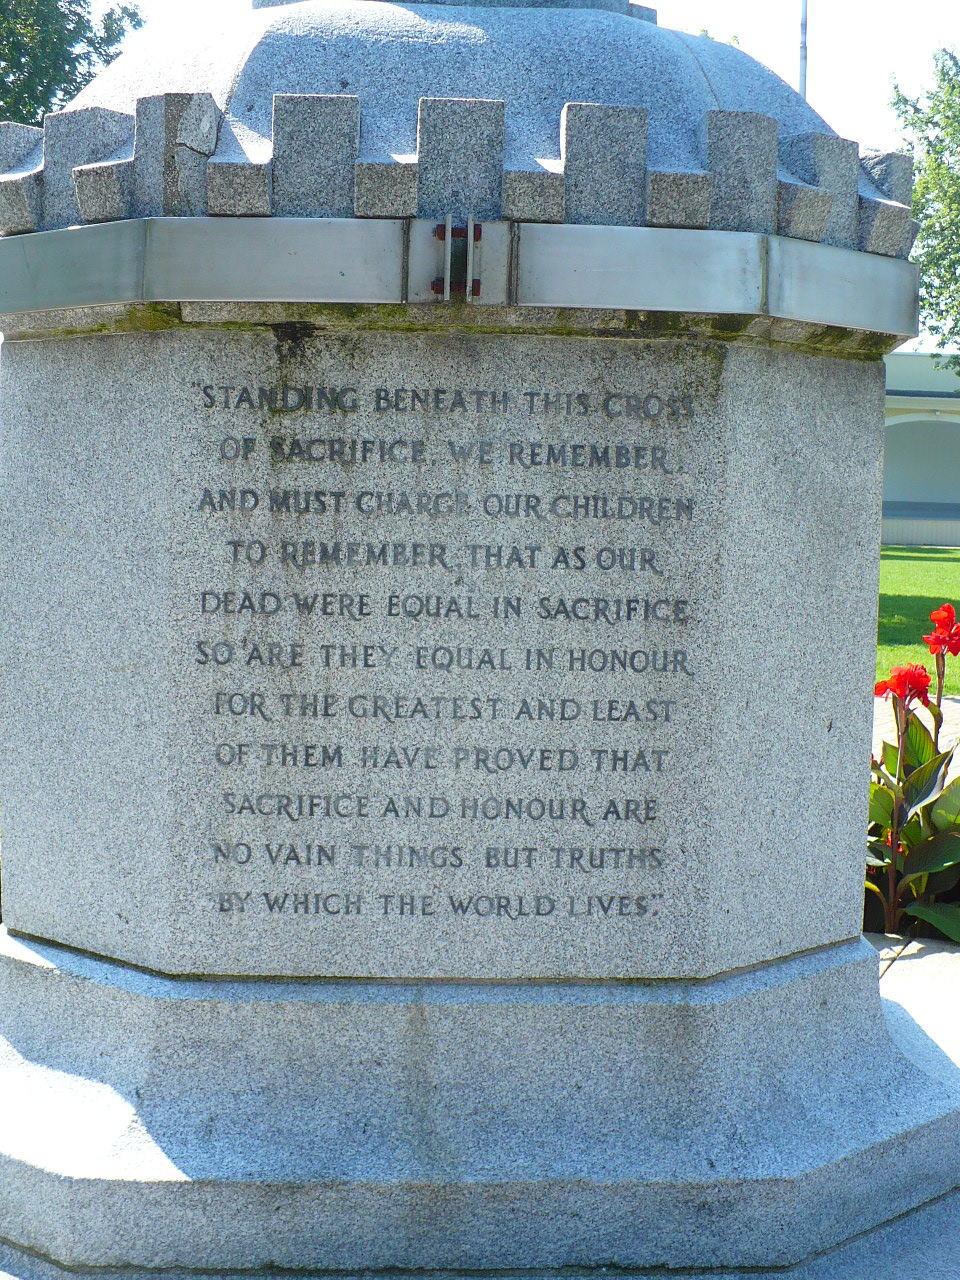 "STANDING BENEATH THIS CROSS
OF SACRIFICE, WE REMEMBER,
AND MUST CHARGE OUR CHILDREN
TO REMEMBER, THAT AS OUR
DEAD WERE EQUAL IN SACRIFICE
SO ARE THEY EQUAL IN HONOUR,
FOR THE GREATEST AND LEAST
OF THEM HAVE PROVED THAT
SACRIFICE AND HONOUR ARE
NO VAIN THINGS BUT TRUTHS
BY WHICH THE WORLD LIVES."